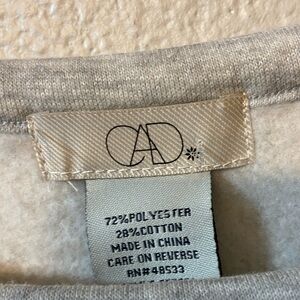 CAD
72%POLYESTER
28%COTTON
MADE IN CHINA
CARE ON REVERSE
RN#48533